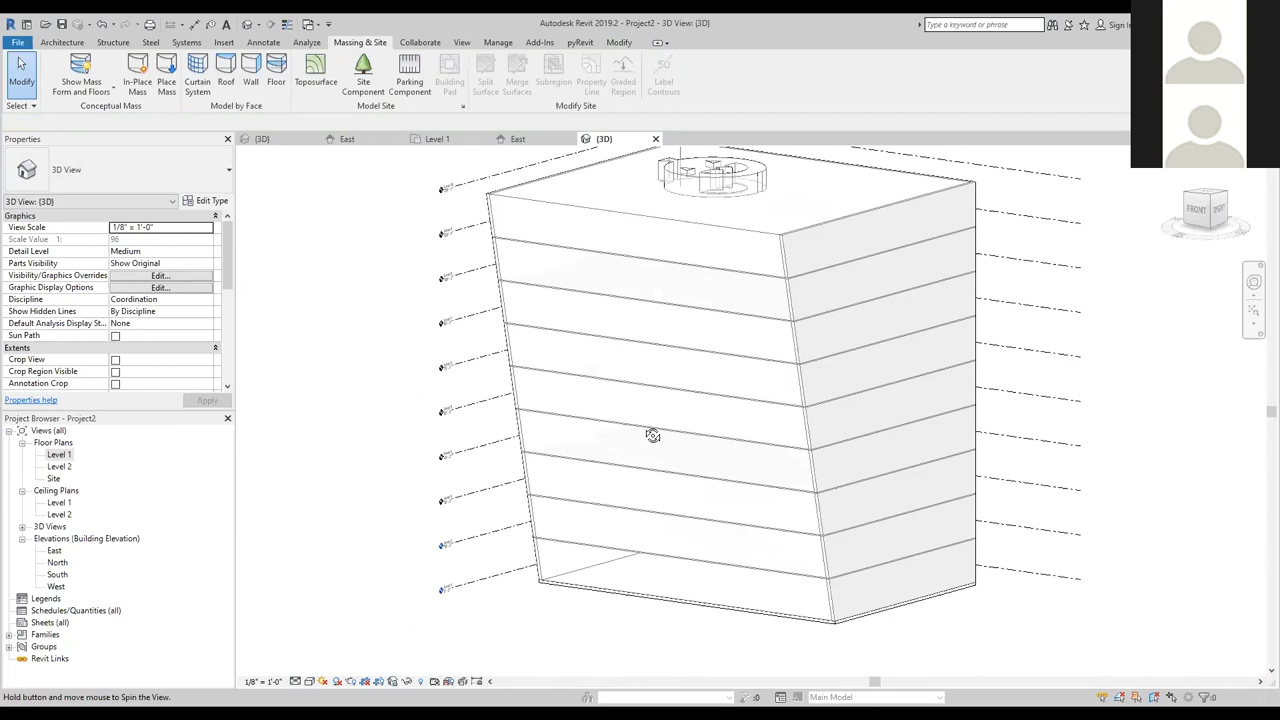 Autodesk Revit 2019.2 - Project2 - 3D View: {3D}
Type a keyword or phrase
Sign In
File Architecture Structure Steel Systems Insert Annotate Analyze Massing & Site Collaborate View Manage Add-Ins pyRevit Modify
Modify
Show Mass
Form and Floors
In-Place
Mass
Place
Mass
Curtain
System
Roof
Wall
Floor
Toposurface
Site
Component
Parking
Component
Building
Pad
Split
Surface
Merge
Surfaces
Subregion
Property
Line
Graded
Region
Label
Contours
Select
Conceptual Mass
Model by Face
Model Site
Modify Site
Properties
{3D}
East
Level 1
East
{3D}
3D View
3D View: {3D}
Edit Type
Graphics
View Scale 1/8" = 1'-0"
Scale Value 1: 96
Detail Level Medium
Parts Visibility Show Original
Visibility/Graphics Overrides Edit...
Graphic Display Options Edit...
Discipline Coordination
Show Hidden Lines By Discipline
Default Analysis Display St... None
Sun Path
Extents
Crop View
Crop Region Visible
Annotation Crop
Properties help
Apply
Project Browser - Project2
Views (all)
Floor Plans
Level 1
Level 2
Site
Ceiling Plans
Level 1
Level 2
3D Views
Elevations (Building Elevation)
East
North
South
West
Legends
Schedules/Quantities (all)
Sheets (all)
Families
Groups
Revit Links
FRONT
RIGHT
1/8" = 1'-0"
Hold button and move mouse to Spin the View.
:0
Main Model
:0